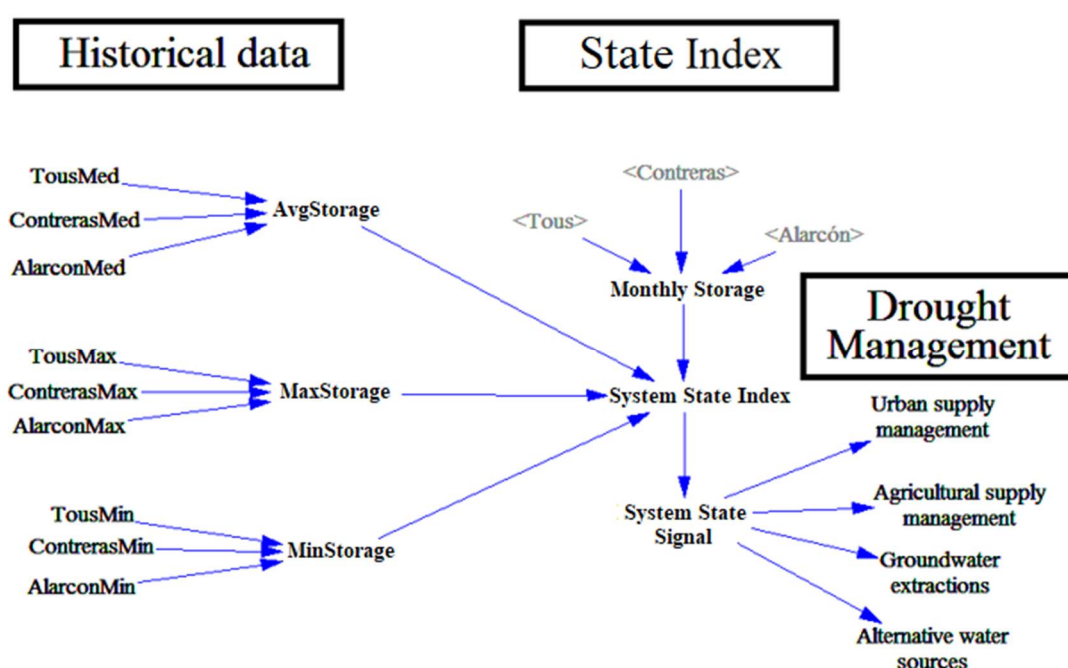 Historical data
State Index
TousMed
ContrerasMed
AlarconMed
AvgStorage
TousMax
ContrerasMax
AlarconMax
MaxStorage
TousMin
ContrerasMin
AlarconMin
MinStorage
<Contreras>
<Tous>
<Alarcón>
Monthly Storage
System State Index
System State
Signal
Drought
Management
Urban supply
management
Agricultural supply
management
Groundwater
extractions
Alternative water
sources